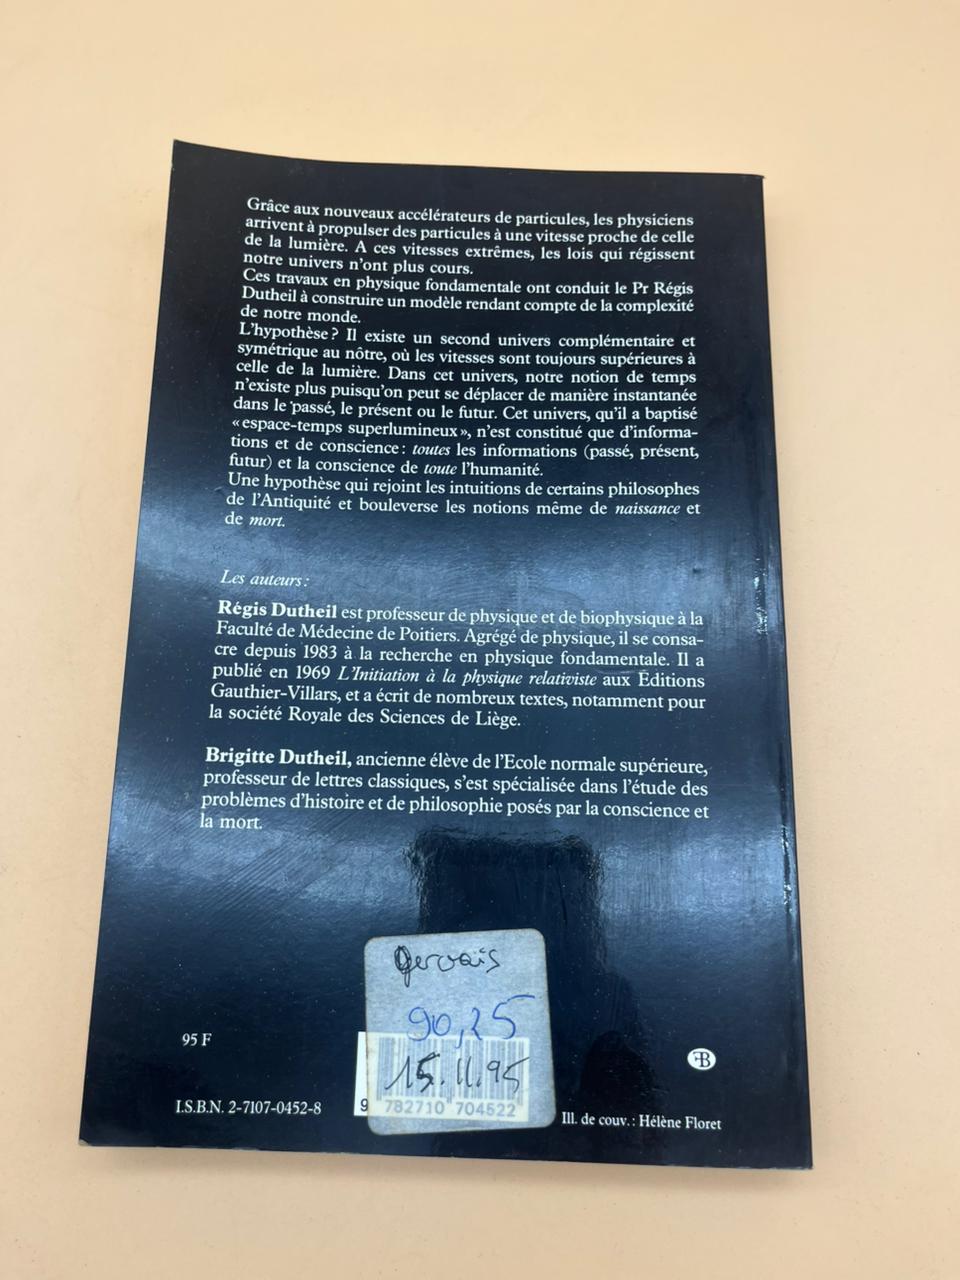 Grâce aux nouveaux accélérateurs de particules, les physiciens
arrivent à propulser des particules à une vitesse proche de celle
de la lumière. A ces vitesses extrêmes, les lois qui régissent
notre univers n'ont plus cours.
Ces travaux en physique fondamentale ont conduit le Pr Régis
Dutheil à construire un modèle rendant compte de la complexité
de notre monde.
L'hypothèse ? Il existe un second univers complémentaire et
symétrique au nôtre, où les vitesses sont toujours supérieures à
celle de la lumière. Dans cet univers, notre notion de temps
n'existe plus puisqu'on peut se déplacer de manière instantanée
dans le passé, le présent ou le futur. Cet univers, qu'il a baptisé
« espace-temps superlumineux », n'est constitué que d'informa-
tions et de conscience : toutes les informations (passé, présent,
futur) et la conscience de toute l'humanité.
Une hypothèse qui rejoint les intuitions de certains philosophes
de l'Antiquité et bouleverse les notions même de naissance et
de mort.
Les auteurs :
Régis Dutheil est professeur de physique et de biophysique à la
Faculté de Médecine de Poitiers. Agrégé de physique, il se consa-
cre depuis 1983 à la recherche en physique fondamentale. Il a
publié en 1969 L'Initiation à la physique relativiste aux Éditions
Gauthier-Villars, et a écrit de nombreux textes, notamment pour
la société Royale des Sciences de Liège.
Brigitte Dutheil, ancienne élève de l'Ecole normale supérieure,
professeur de lettres classiques, s'est spécialisée dans l'étude des
problèmes d'histoire et de philosophie posés par la conscience et
la mort.
Gervais
90,25
15.11.95
95 F
I.S.B.N. 2-7107-0452-8
9 782710 704522
Ill. de couv. : Hélène Floret